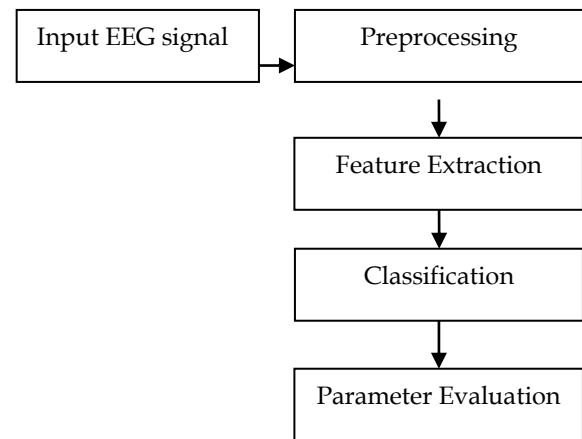 Input EEG signal
Preprocessing
Feature Extraction
Classification
Parameter Evaluation